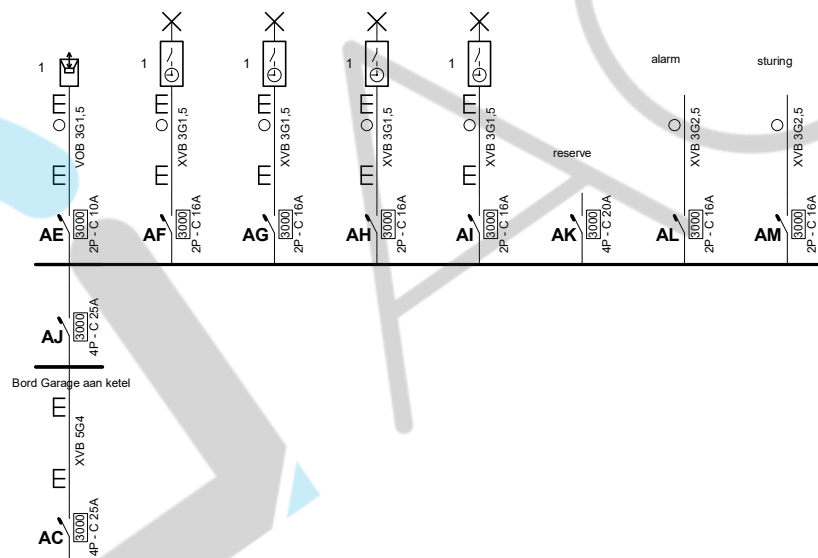 alarm
sturing
1
1
1
1
1
VOB 3G1,5
XVB 3G1,5
XVB 3G1,5
XVB 3G1,5
XVB 3G1,5
XVB 3G2,5
XVB 3G2,5
reserve
AE
3000
2P - C 10A
AF
3000
2P - C 16A
AG
3000
2P - C 16A
AH
3000
2P - C 16A
AI
3000
2P - C 16A
AK
3000
4P - C 20A
AL
3000
2P - C 16A
AM
3000
2P - C 16A
AJ
3000
4P - C 25A
Bord Garage aan ketel
XVB 5G4
AC
3000
4P - C 25A